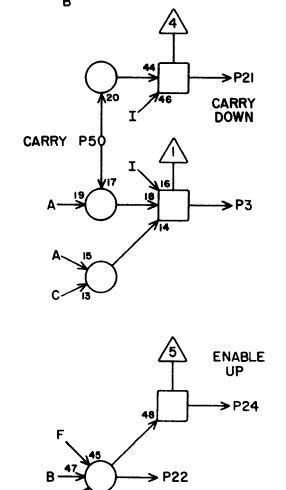 B
4
44
P21
20
46
I
CARRY DOWN
CARRY P50
1
I
17
16
A
19
18
P3
14
A
15
C
13
5
ENABLE UP
48
P24
F
45
B
47
P22